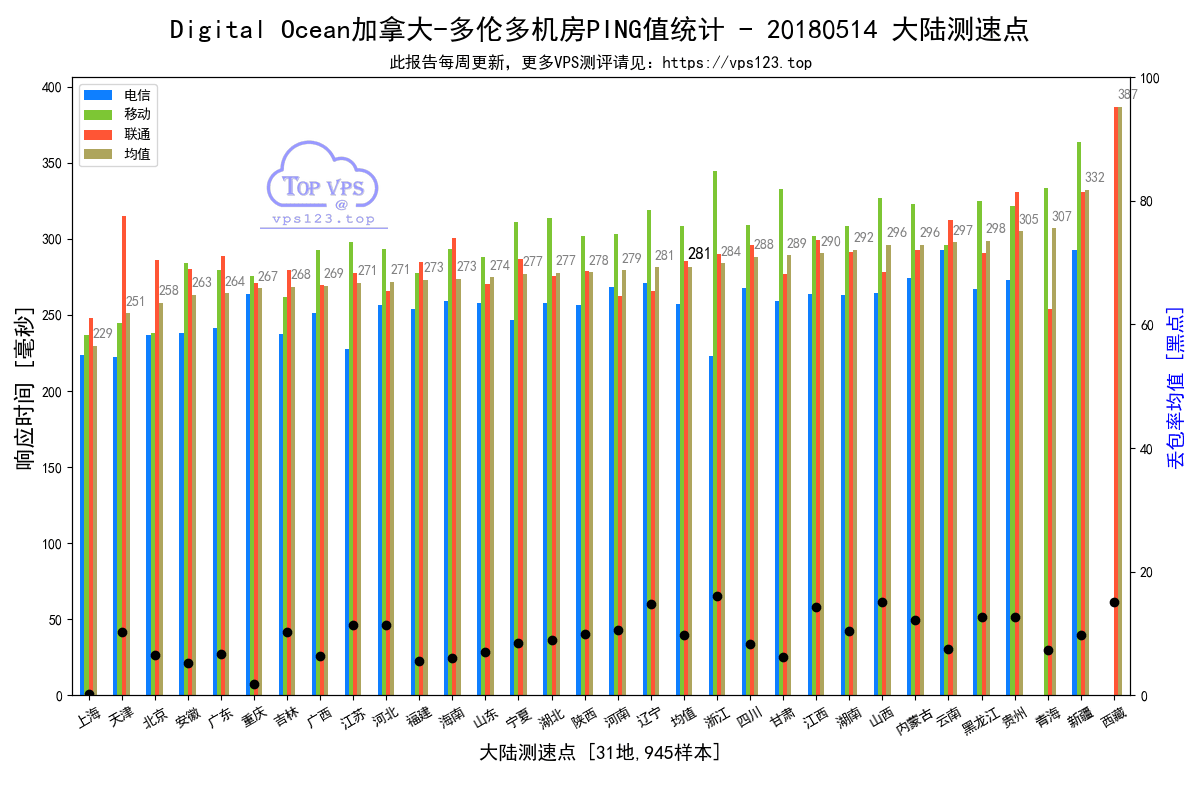 Digital Ocean加拿大-多伦多机房PING值统计 - 20180514 大陆测速点
此报告每周更新，更多VPS测评请见：https://vps123.top
电信
移动
联通
均值
TOP VPS
@
vps123.top
响应时间 [毫秒]
400
350
300
250
200
150
100
50
0
229
251
258
263
264
267
268
269
271
271
273
273
274
277
277
278
279
281
281
284
288
289
290
292
296
296
297
298
305
307
332
387
100
80
60
40
20
0
丢包率均值 [黑点]
上海
天津
北京
安徽
广东
重庆
吉林
广西
江苏
河北
福建
海南
山东
宁夏
湖北
陕西
河南
辽宁
均值
浙江
四川
甘肃
江西
湖南
山西
内蒙古
云南
黑龙江
贵州
青海
新疆
西藏
大陆测速点 [31地,945样本]